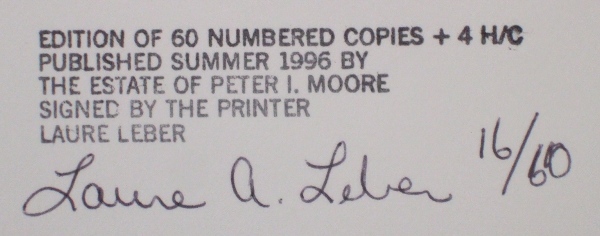 EDITION OF 60 NUMBERED COPIES + 4 H/C
PUBLISHED SUMMER 1996 BY
THE ESTATE OF PETER I. MOORE
SIGNED BY THE PRINTER
LAURE LEBER
Laure A. Leber 16/60